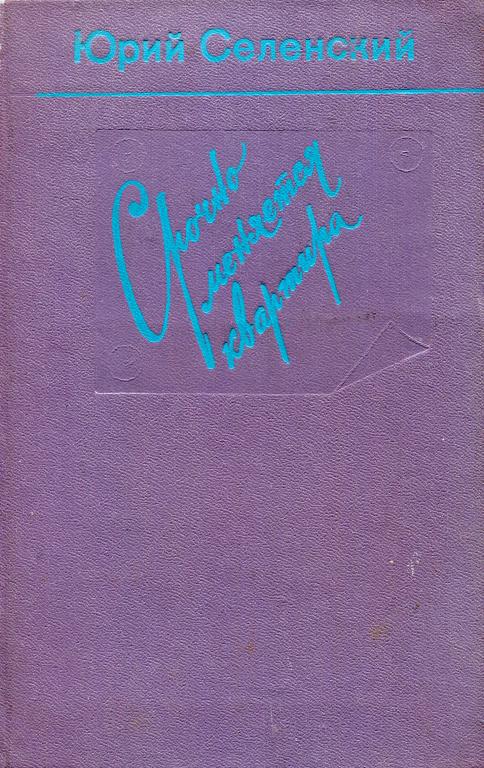 Юрий Селенский
Срочно
меняется
квартира